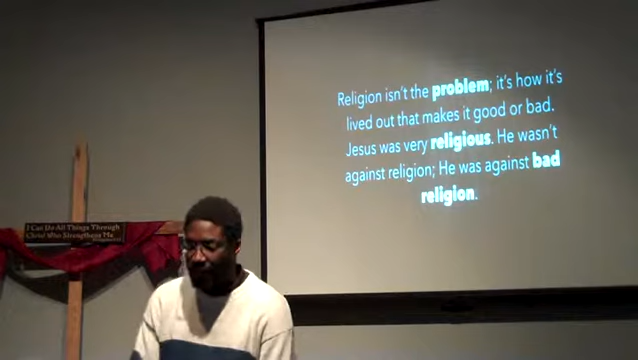 Religion isn't the problem; it's how it's
lived out that makes it good or bad.
Jesus was very religious. He wasn't
against religion; He was against bad
religion.
I Can Do All Things Through
Christ Who Strengthens Me